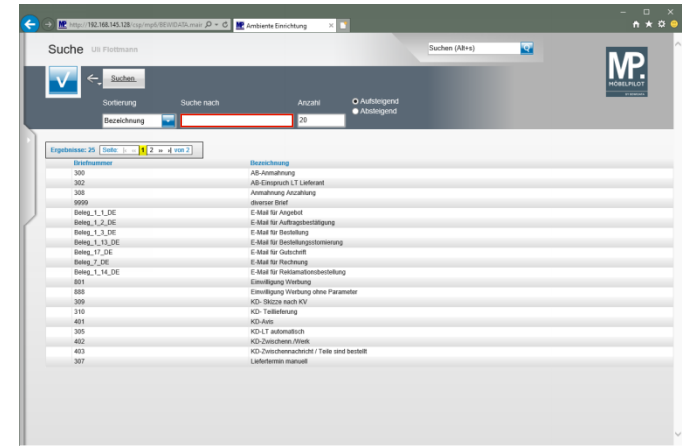 http://192.168.145.128/csp/mp6/BEWIDATA.main
Ambiente Einrichtung
Suche Uli Flottmann
Suchen (Alt+s)
MP
MÖBELPILOT
Suchen
Sortierung Suche nach Anzahl Aufsteigend
Absteigend
Bezeichnung 20
Ergebnisse: 25 Seite 1 2 von 2
Briefnummer Bezeichnung
300 AB-Anmahnung
302 AB-Einspruch LT Lieferant
308 Anmahnung Anzahlung
9999 diverser Brief
Beleg_1_1_DE E-Mail für Angebot
Beleg_1_2_DE E-Mail für Auftragsbestätigung
Beleg_1_3_DE E-Mail für Bestellung
Beleg_1_13_DE E-Mail für Bestellungsstornierung
Beleg_17_DE E-Mail für Gutschrift
Beleg_7_DE E-Mail für Rechnung
Beleg_1_14_DE E-Mail für Reklamationsbestellung
801 Einwilligung Werbung
888 Einwilligung Werbung ohne Parameter
309 KD- Skizze nach KV
310 KD- Teillieferung
401 KD-Avis
305 KD-LT automatisch
402 KD-Zwischenn./Werk
403 KD-Zwischennachricht / Teile sind bestellt
307 Liefertermin manuell